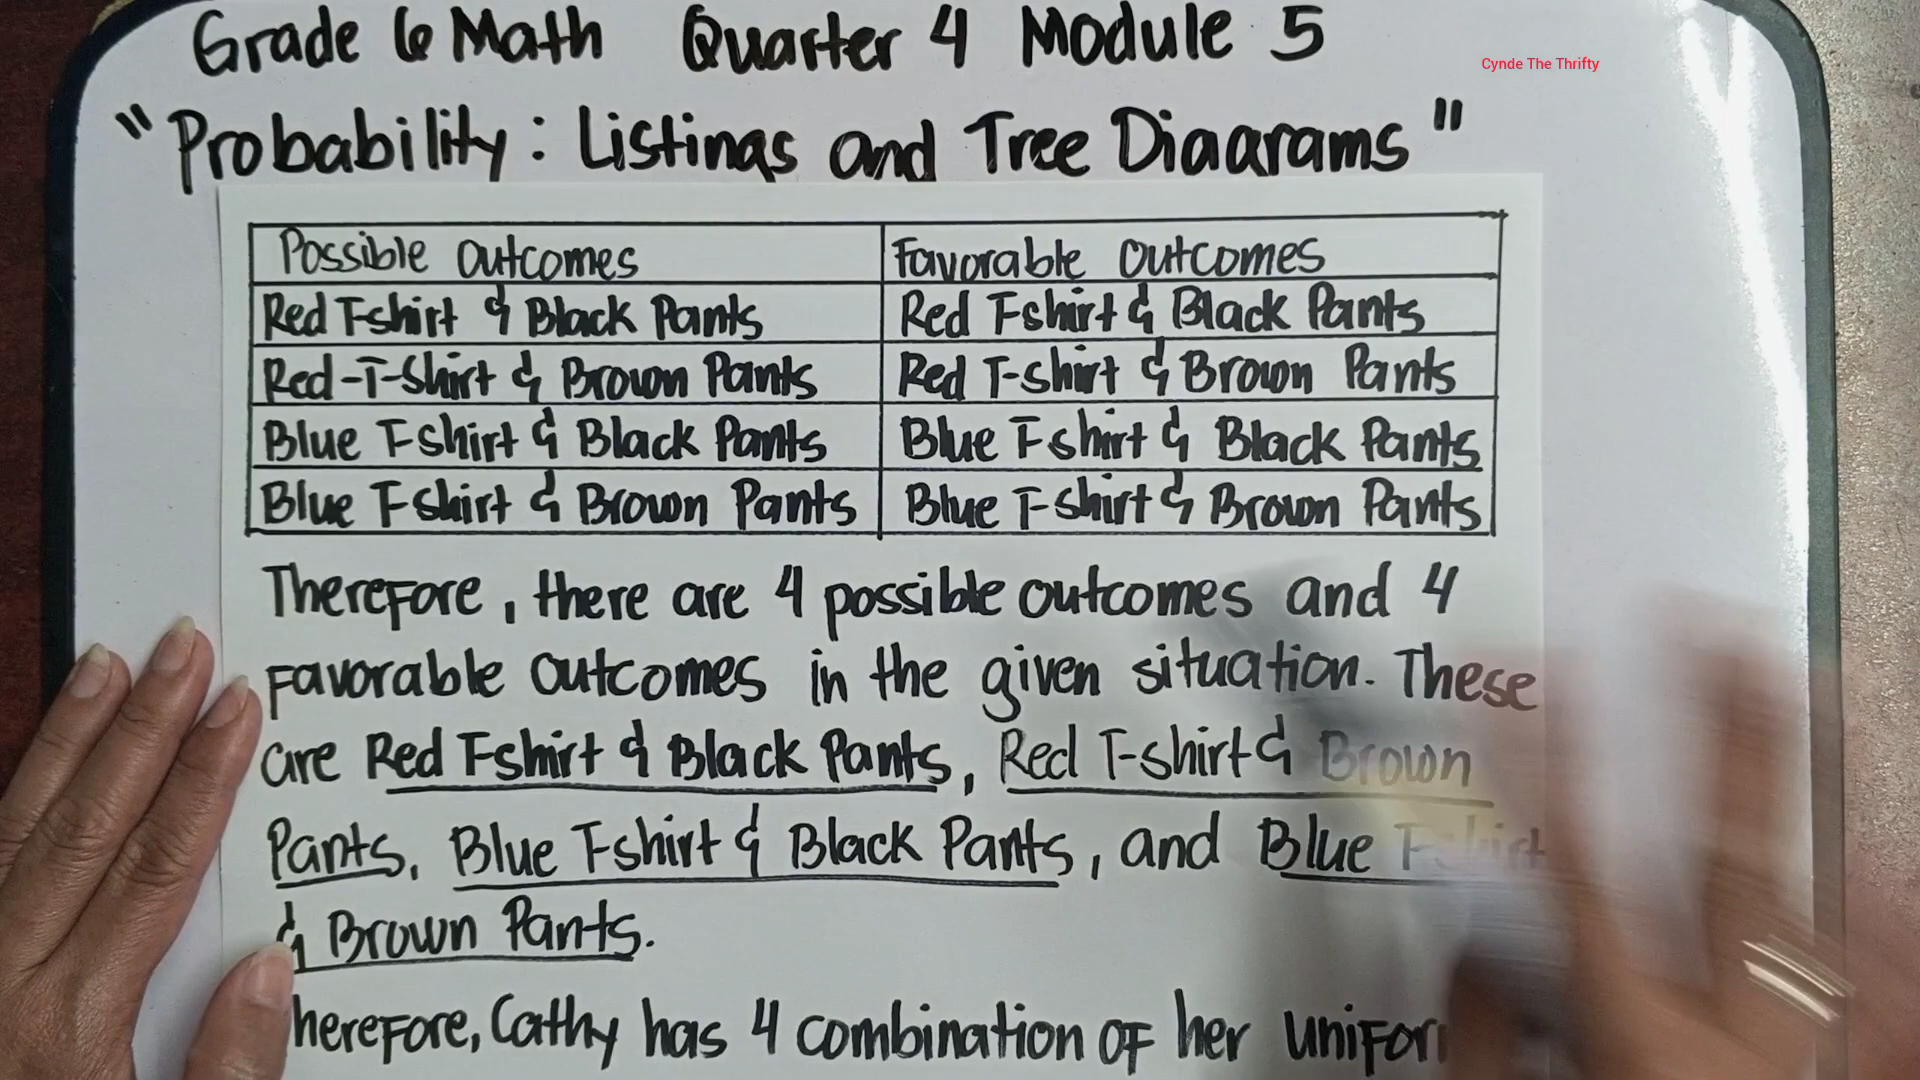 Grade 6 Math Quarter 4 Module 5
Cynde The Thrifty
"Probability: Listings and Tree Diagrams"
Possible Outcomes Favorable Outcomes
Red T-shirt & Black Pants Red T-shirt & Black Pants
Red-T-Shirt & Brown Pants Red T-shirt & Brown Pants
Blue T-shirt & Black Pants Blue T-shirt & Black Pants
Blue T-shirt & Brown Pants Blue T-shirt & Brown Pants
Therefore, there are 4 possible outcomes and 4
favorable outcomes in the given situation. These
are Red T-shirt & Black Pants, Red T-shirt & Brown
Pants, Blue T-shirt & Black Pants, and Blue T-shirt
& Brown Pants.
herefore, Cathy has 4 combination of her